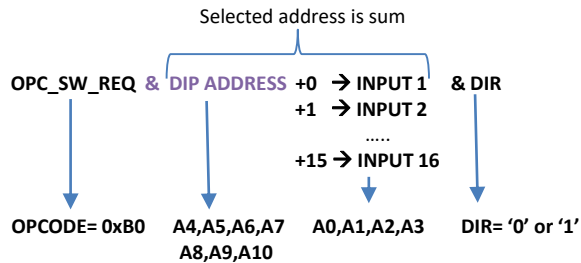 Selected address is sum
OPC_SW_REQ & DIP ADDRESS +0 → INPUT 1 & DIR
+1 → INPUT 2
.....
+15 → INPUT 16
OPCODE= 0xB0 A4,A5,A6,A7 A0,A1,A2,A3 DIR= ‘0’ or ‘1’
A8,A9,A10